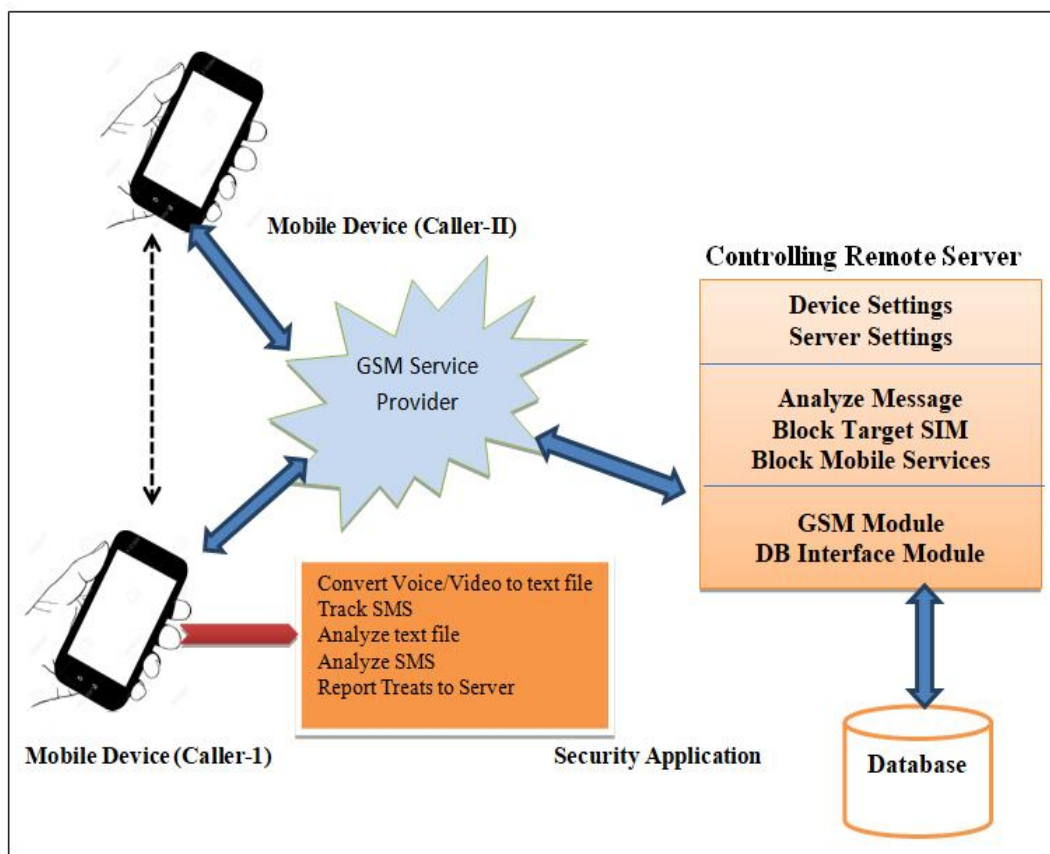 Mobile Device (Caller-II)
GSM Service
Provider
Controlling Remote Server
Device Settings
Server Settings
Analyze Message
Block Target SIM
Block Mobile Services
GSM Module
DB Interface Module
Convert Voice/Video to text file
Track SMS
Analyze text file
Analyze SMS
Report Treats to Server
Mobile Device (Caller-1)
Security Application
Database